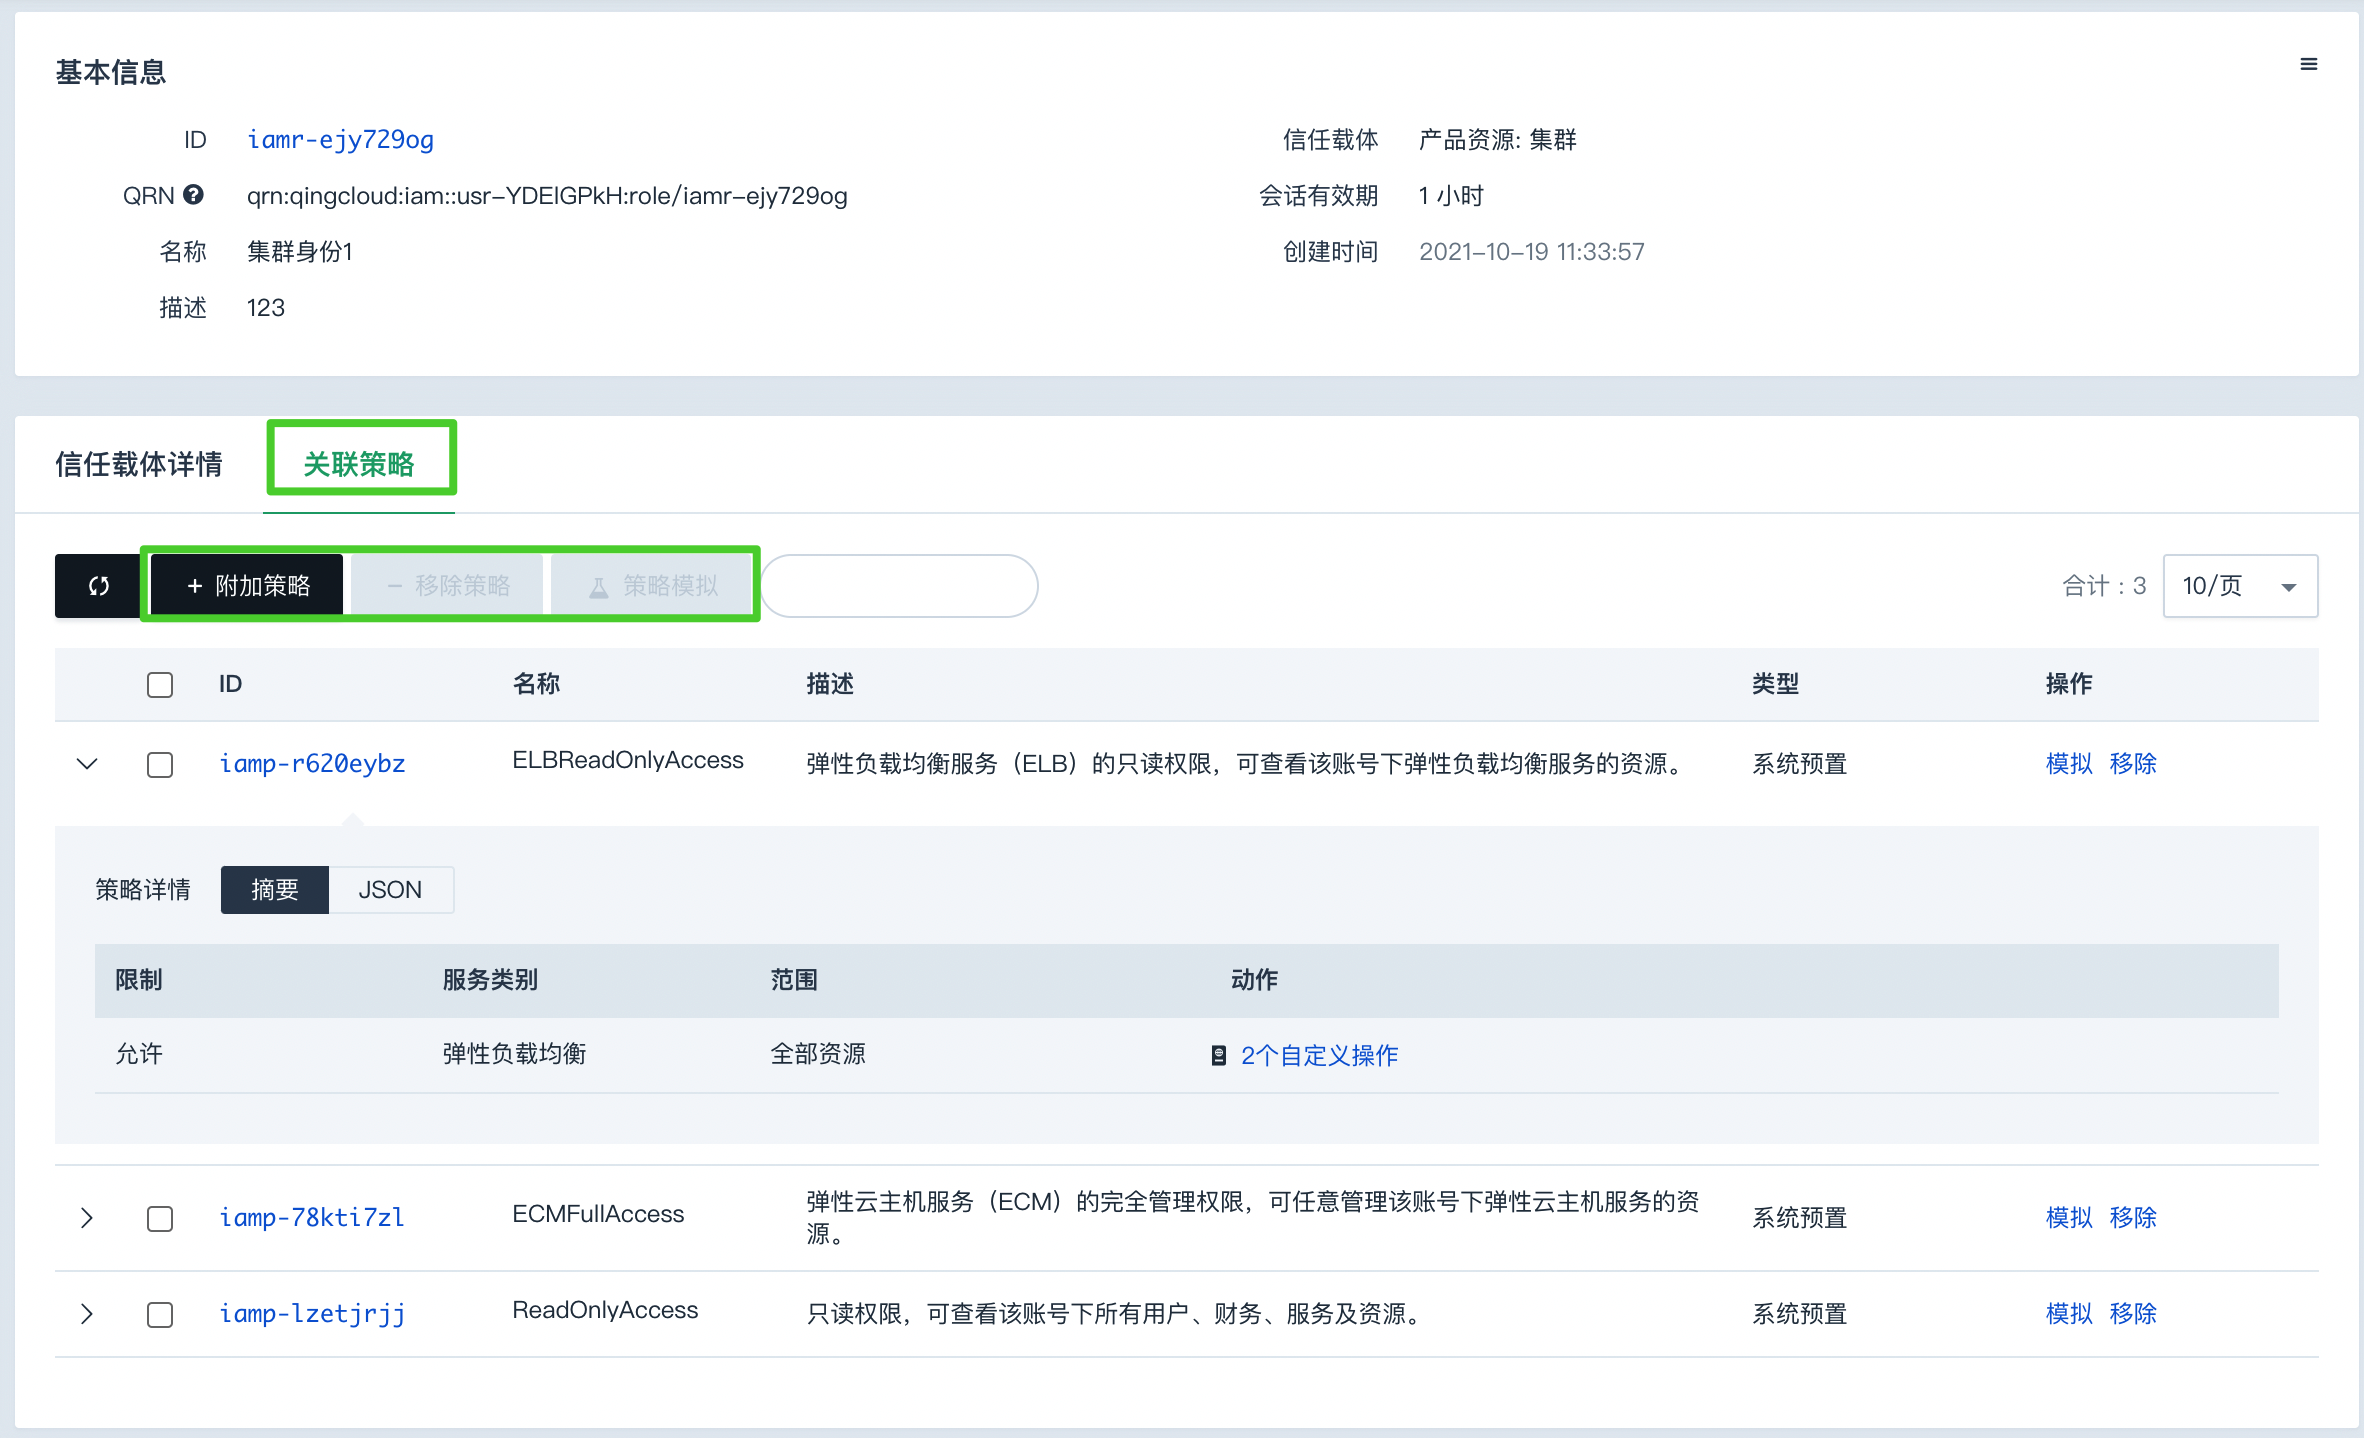 基本信息
ID iamr-ejy729og
信任载体 产品资源: 集群
QRN qrn:qingcloud:iam::usr-YDElGPkH:role/iamr-ejy729og
会话有效期 1 小时
名称 集群身份1
创建时间 2021-10-19 11:33:57
描述 123
信任载体详情 关联策略
+ 附加策略 − 移除策略 策略模拟 合计：3 10/页
ID 名称 描述 类型 操作
iamp-r620eybz ELBReadOnlyAccess 弹性负载均衡服务（ELB）的只读权限，可查看该账号下弹性负载均衡服务的资源。 系统预置 模拟 移除
策略详情 摘要 JSON
限制 服务类别 范围 动作
允许 弹性负载均衡 全部资源 2个自定义操作
iamp-78kti7zl ECMFullAccess 弹性云主机服务（ECM）的完全管理权限，可任意管理该账号下弹性云主机服务的资
源。 系统预置 模拟 移除
iamp-lzetjrjj ReadOnlyAccess 只读权限，可查看该账号下所有用户、财务、服务及资源。 系统预置 模拟 移除